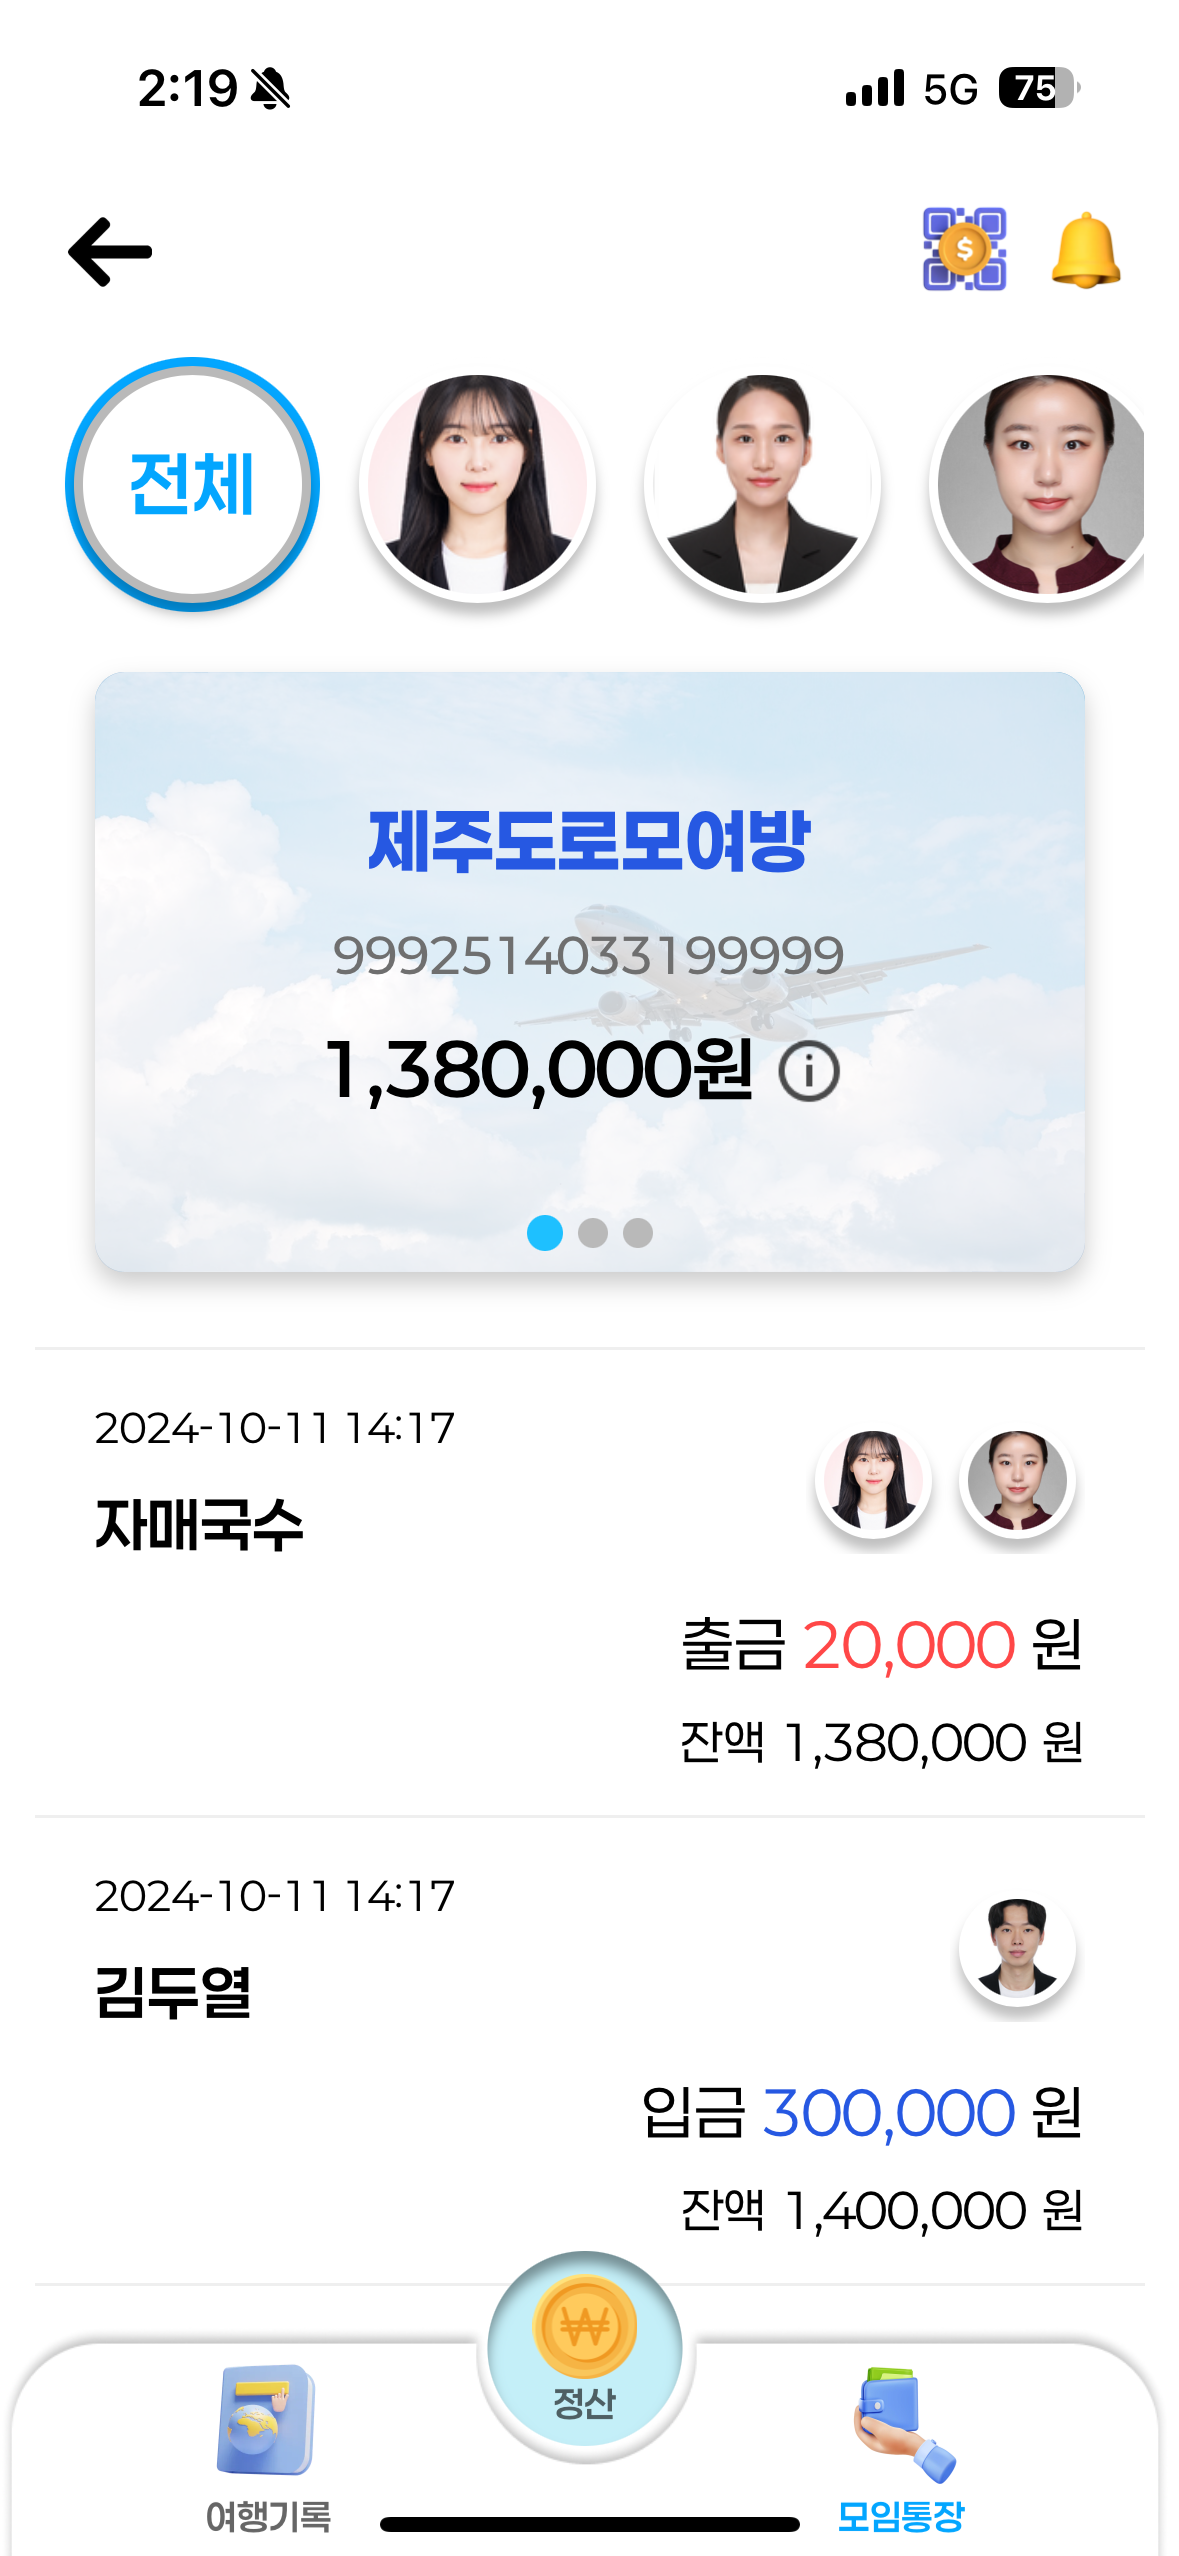 2:19
5G 75
전체
제주도로모여방
9992514033199999
1,380,000원
2024-10-11 14:17
자매국수
출금 20,000 원
잔액 1,380,000 원
2024-10-11 14:17
김두열
입금 300,000 원
잔액 1,400,000 원
정산
여행기록
모임통장